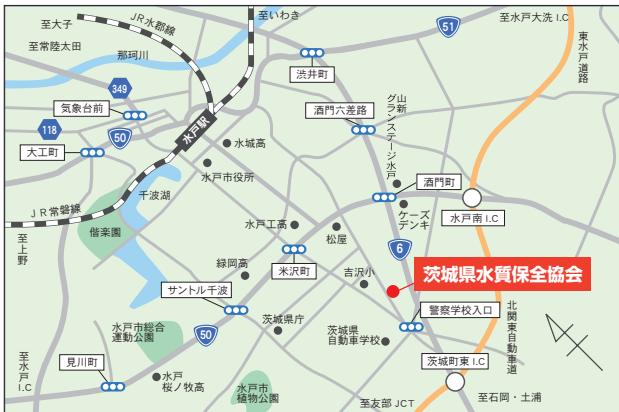 至大子
JR水郡線
至いわき
至水戸大洗 I.C
51
至常陸太田
那珂川
渋井町
東水戸道路
349
気象台前
118
50
大工町
水戸駅
水城高
水戸市役所
酒門六差路
山新
グランステージ水戸
酒門町
ケーズ
デンキ
水戸南 I.C
千波湖
JR常磐線
偕楽園
至上野
水戸工高
松屋
6
米沢町
緑岡高
吉沢小
茨城県水質保全協会
サントル千波
茨城県庁
茨城県
自動車学校
警察学校入口
北関東自動車道
水戸市総合
運動公園
50
至水戸
I.C
見川町
水戸
桜ノ牧高
水戸市
植物公園
茨城町東 I.C
至友部 JCT
至石岡・土浦